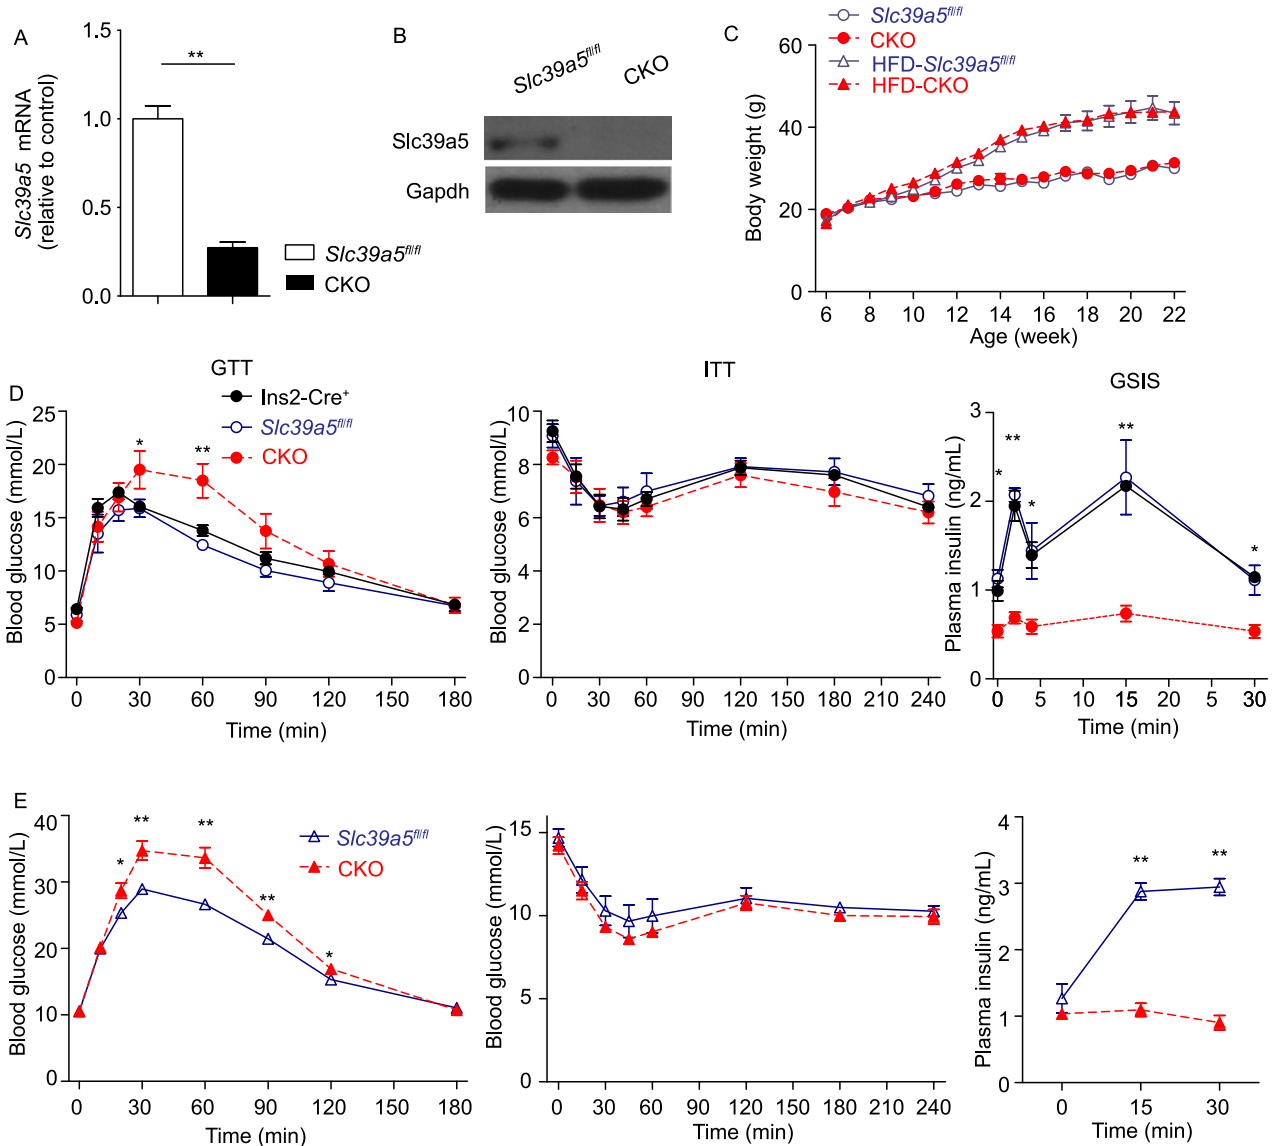 A
Slc39a5 mRNA
(relative to control)
**
1.0
0.5
0.0
Slc39a5fl/fl
CKO
B
Slc39a5fl/fl
CKO
Slc39a5
Gapdh
C
Slc39a5fl/fl
CKO
HFD-Slc39a5fl/fl
HFD-CKO
Body weight (g)
60
40
20
0
6 8 10 12 14 16 18 20 22
Age (week)
D
GTT
Ins2-Cre+
Slc39a5fl/fl
CKO
Blood glucose (mmol/L)
25
20
15
10
5
0
* **
0 30 60 90 120 150 180
Time (min)
ITT
Blood glucose (mmol/L)
10
8
6
4
2
0
0 30 60 90 120 150 180 210 240
Time (min)
GSIS
Plasma insulin (ng/mL)
3
2
1
0
* ** * ** *
0 5 10 15 5 30
Time (min)
E
Blood glucose (mmol/L)
40
30
20
10
0
* ** ** ** *
Slc39a5fl/fl
CKO
0 30 60 90 120 150 180
Time (min)
Blood glucose (mmol/L)
15
10
5
0
0 30 60 90 120 150 180 210 240
Time (min)
Plasma insulin (ng/mL)
4
3
2
1
0
** **
0 15 30
Time (min)